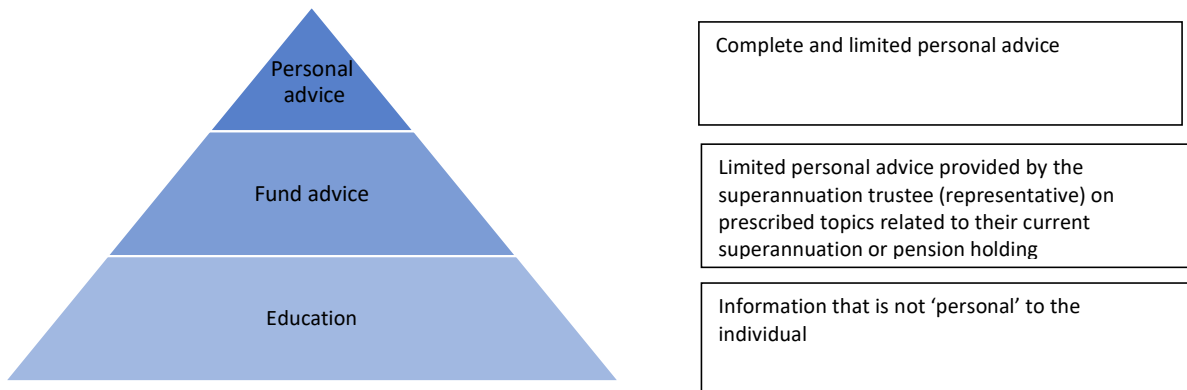 Personal
advice
Complete and limited personal advice
Fund advice
Limited personal advice provided by the
superannuation trustee (representative) on
prescribed topics related to their current
superannuation or pension holding
Education
Information that is not ‘personal’ to the
individual